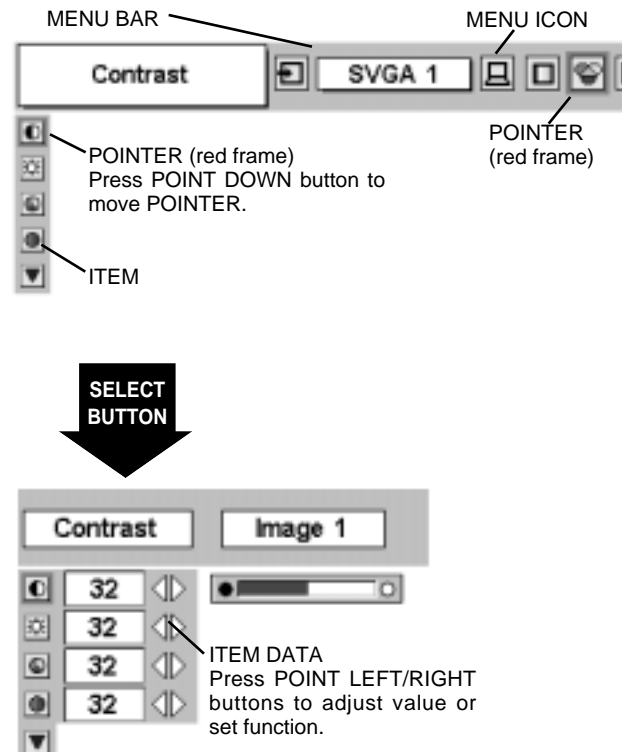 MENU BAR
MENU ICON
Contrast
SVGA 1
POINTER
(red frame)
POINTER (red frame)
Press POINT DOWN button to
move POINTER.
ITEM
SELECT
BUTTON
Contrast
Image 1
32
32
32
32
ITEM DATA
Press POINT LEFT/RIGHT
buttons to adjust value or
set function.